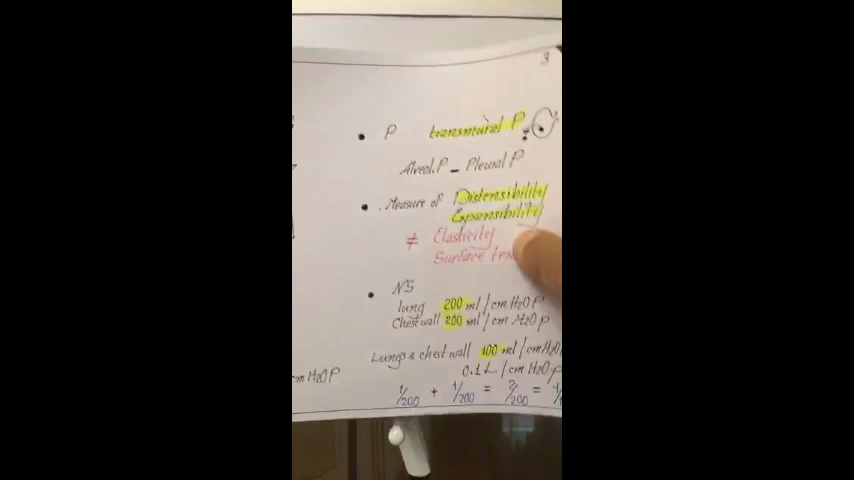 3
P transmural P
Alveol.P - Pleural P
Measure of Distensibility
Expansibility
≠ Elasticity
Surface
NS
lung 200 ml/cm H2O P
Chest wall 200 ml/cm H2O P
Lungs & chest wall 100 ml/cm H2O
0.1 L/cm H2O P
cm H2O P
1/200 + 1/200 = 2/200 =